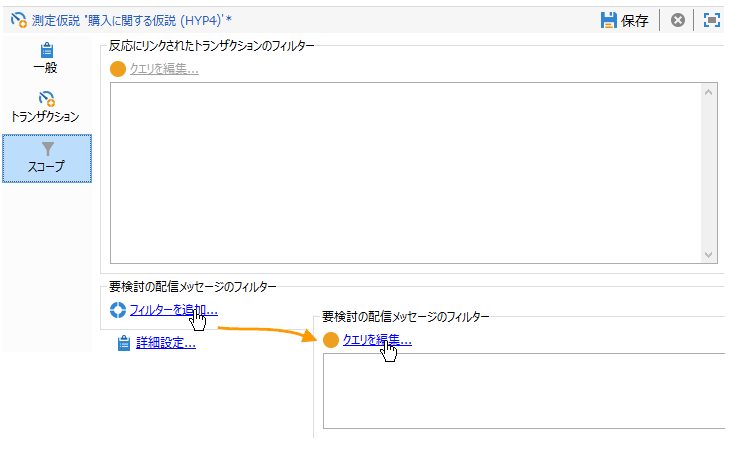 測定仮説 '購入に関する仮説 (HYP4)'*
保存
一般
トランザクション
スコープ
反応にリンクされたトランザクションのフィルター
クエリを編集...
要検討の配信メッセージのフィルター
フィルターを追加...
詳細設定...
要検討の配信メッセージのフィルター
クエリを編集...